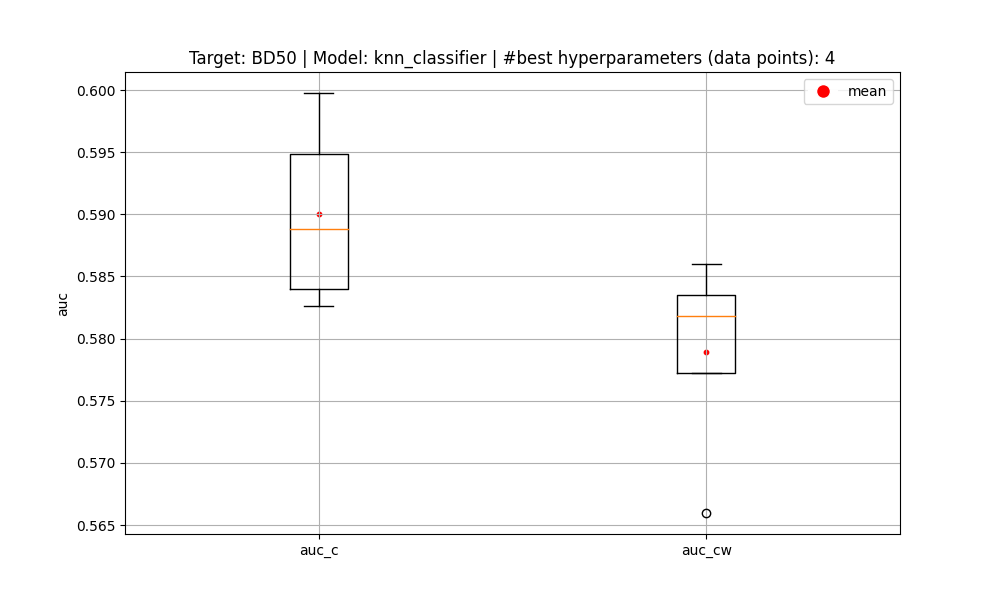 Target: BD50 | Model: knn_classifier | #best hyperparameters (data points): 4
mean
0.600
0.595
0.590
0.585
0.580
0.575
0.570
0.565
auc
auc_c
auc_cw